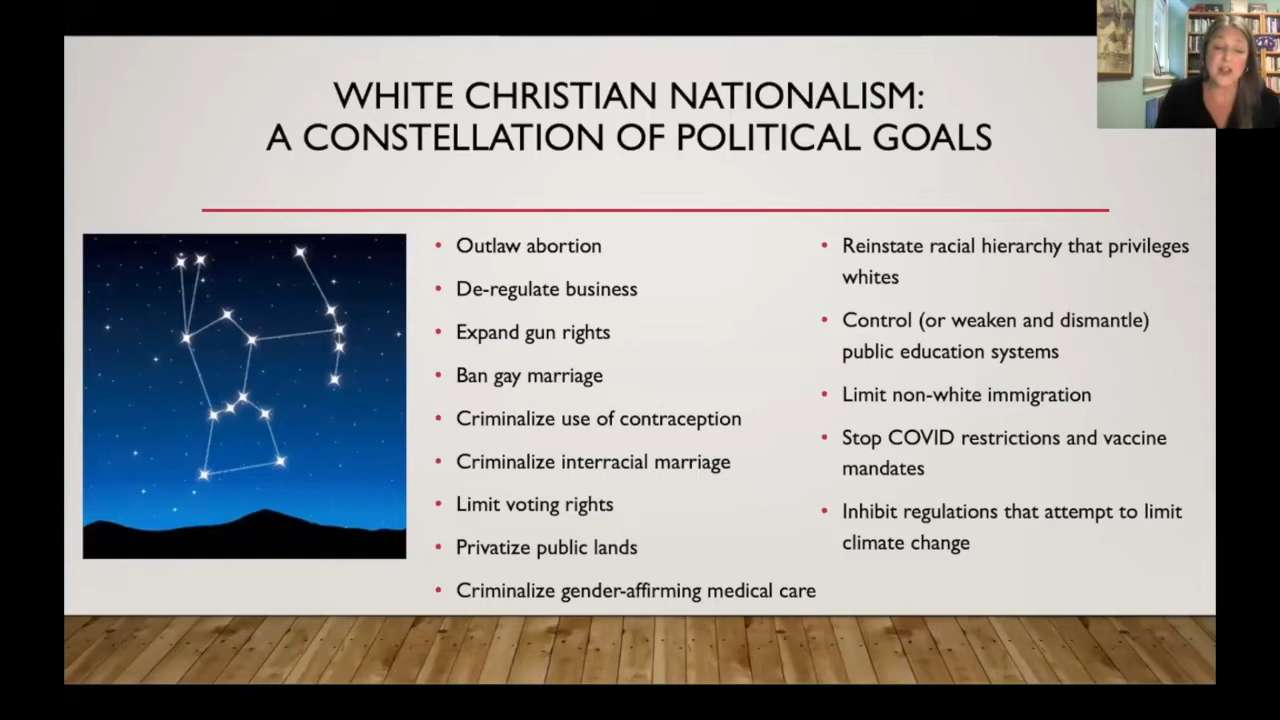 WHITE CHRISTIAN NATIONALISM:
A CONSTELLATION OF POLITICAL GOALS
• Outlaw abortion
• De-regulate business
• Expand gun rights
• Ban gay marriage
• Criminalize use of contraception
• Criminalize interracial marriage
• Limit voting rights
• Privatize public lands
• Criminalize gender-affirming medical care
• Reinstate racial hierarchy that privileges
whites
• Control (or weaken and dismantle)
public education systems
• Limit non-white immigration
• Stop COVID restrictions and vaccine
mandates
• Inhibit regulations that attempt to limit
climate change